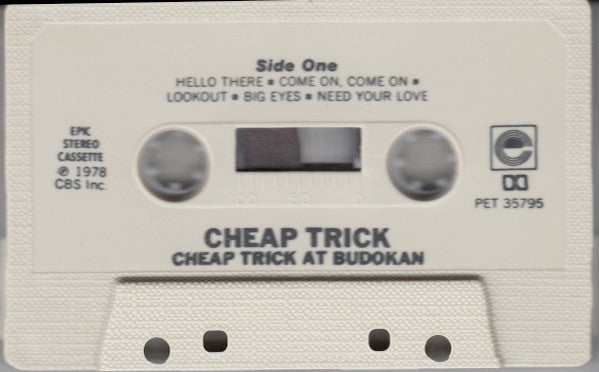 Side One
HELLO THERE ▪ COME ON, COME ON ▪
LOOKOUT ▪ BIG EYES ▪ NEED YOUR LOVE
EPIC
STEREO
CASSETTE
℗ 1978
CBS Inc.
100 50 0
e
PET 35795
CHEAP TRICK
CHEAP TRICK AT BUDOKAN